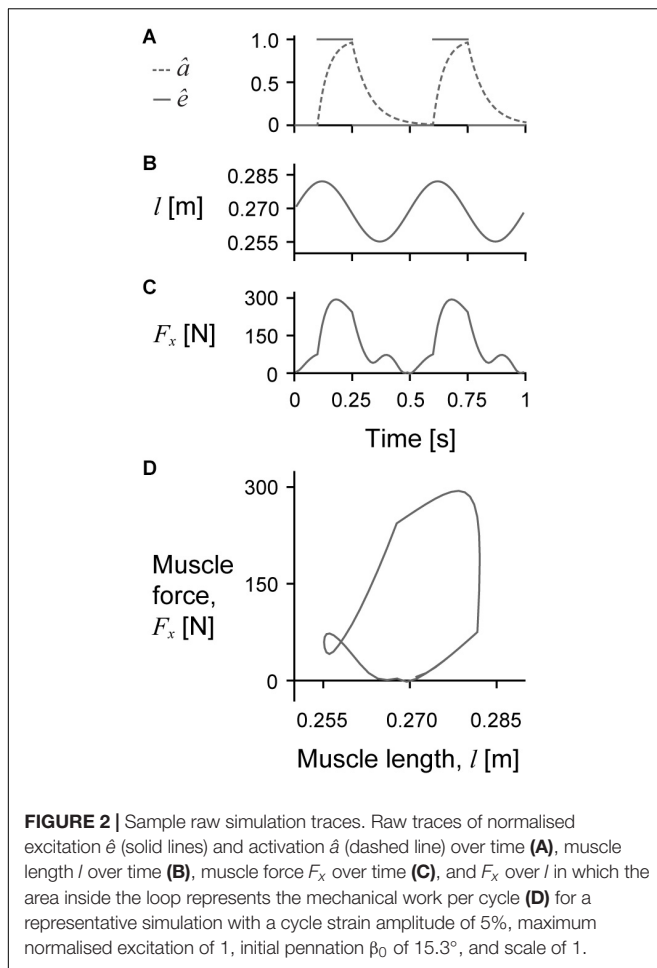 A
â
ê
1.0
0.5
0
B
l [m]
0.285
0.270
0.255
C
Fx [N]
300
150
0
0 0.25 0.5 0.75 1
Time [s]
D
Muscle
force,
Fx [N]
300
150
0
0.255 0.270 0.285
Muscle length, l [m]
FIGURE 2 | Sample raw simulation traces. Raw traces of normalised
excitation ê (solid lines) and activation â (dashed line) over time (A), muscle
length l over time (B), muscle force Fx over time (C), and Fx over l in which the
area inside the loop represents the mechanical work per cycle (D) for a
representative simulation with a cycle strain amplitude of 5%, maximum
normalised excitation of 1, initial pennation β0 of 15.3°, and scale of 1.